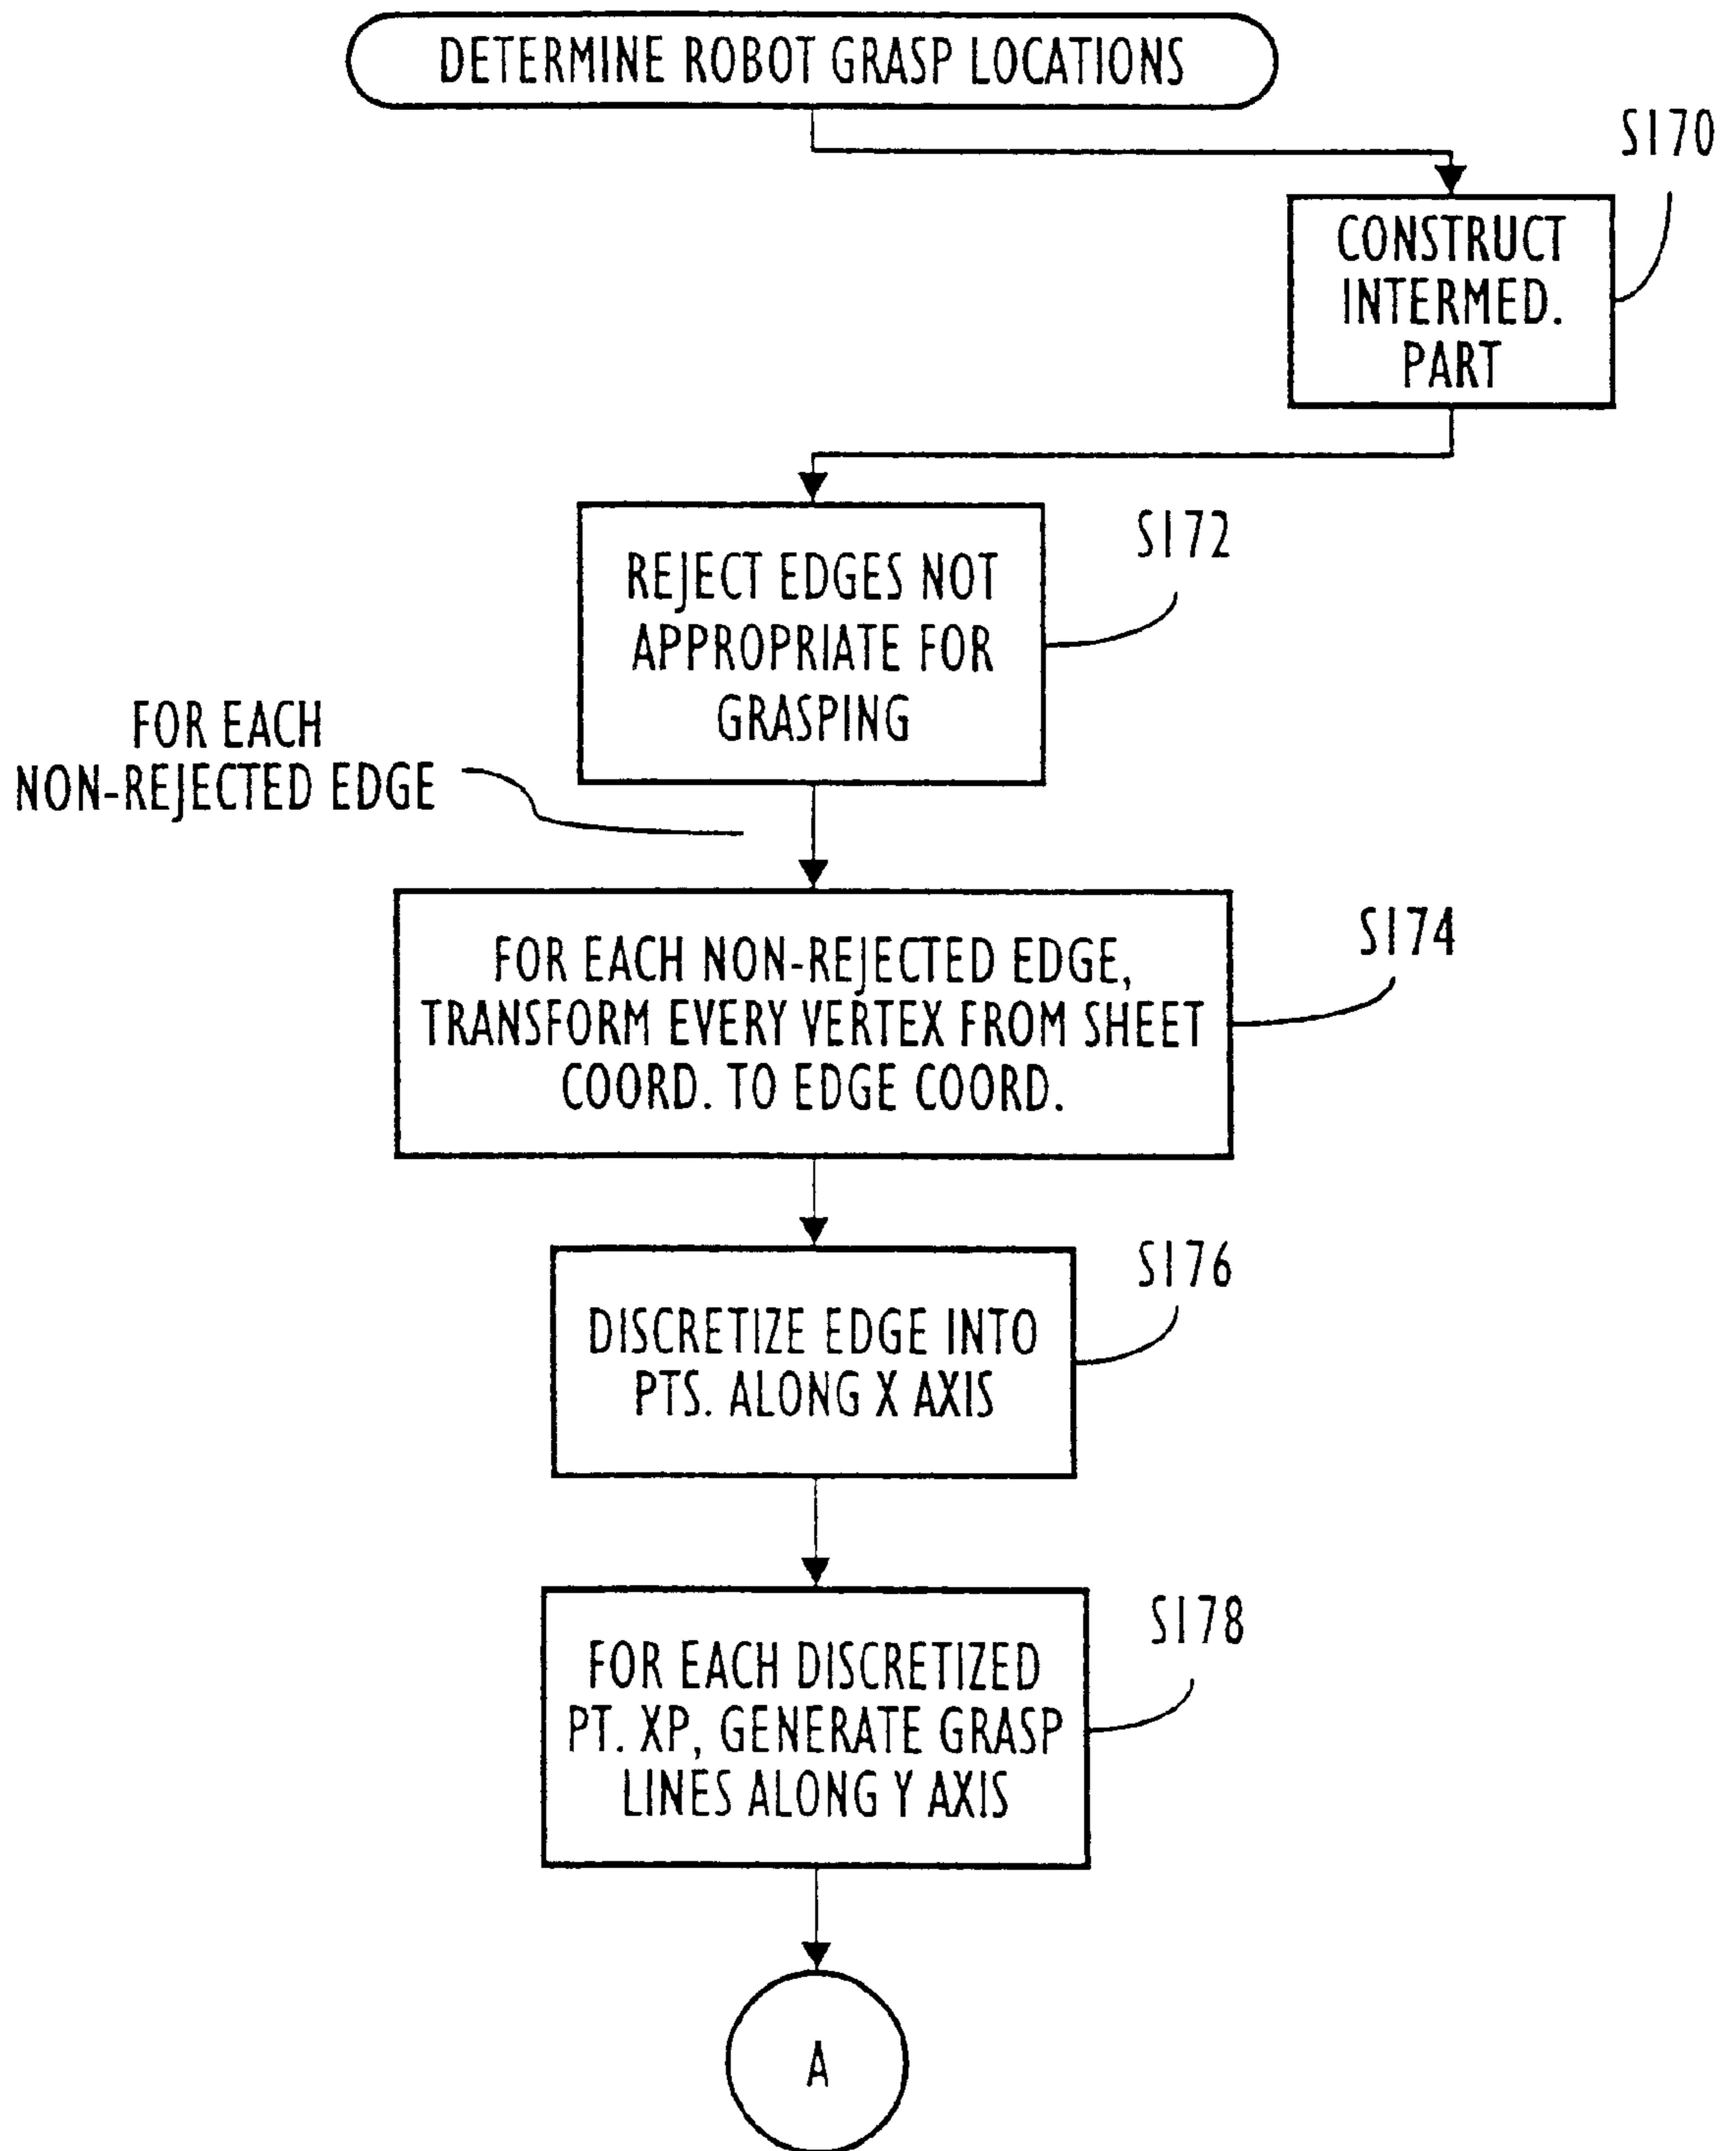 DETERMINE ROBOT GRASP LOCATIONS
S170
CONSTRUCT
INTERMED.
PART
S172
REJECT EDGES NOT
APPROPRIATE FOR
GRASPING
FOR EACH
NON-REJECTED EDGE
S174
FOR EACH NON-REJECTED EDGE,
TRANSFORM EVERY VERTEX FROM SHEET
COORD. TO EDGE COORD.
S176
DISCRETIZE EDGE INTO
PTS. ALONG X AXIS
S178
FOR EACH DISCRETIZED
PT. XP, GENERATE GRASP
LINES ALONG Y AXIS
A